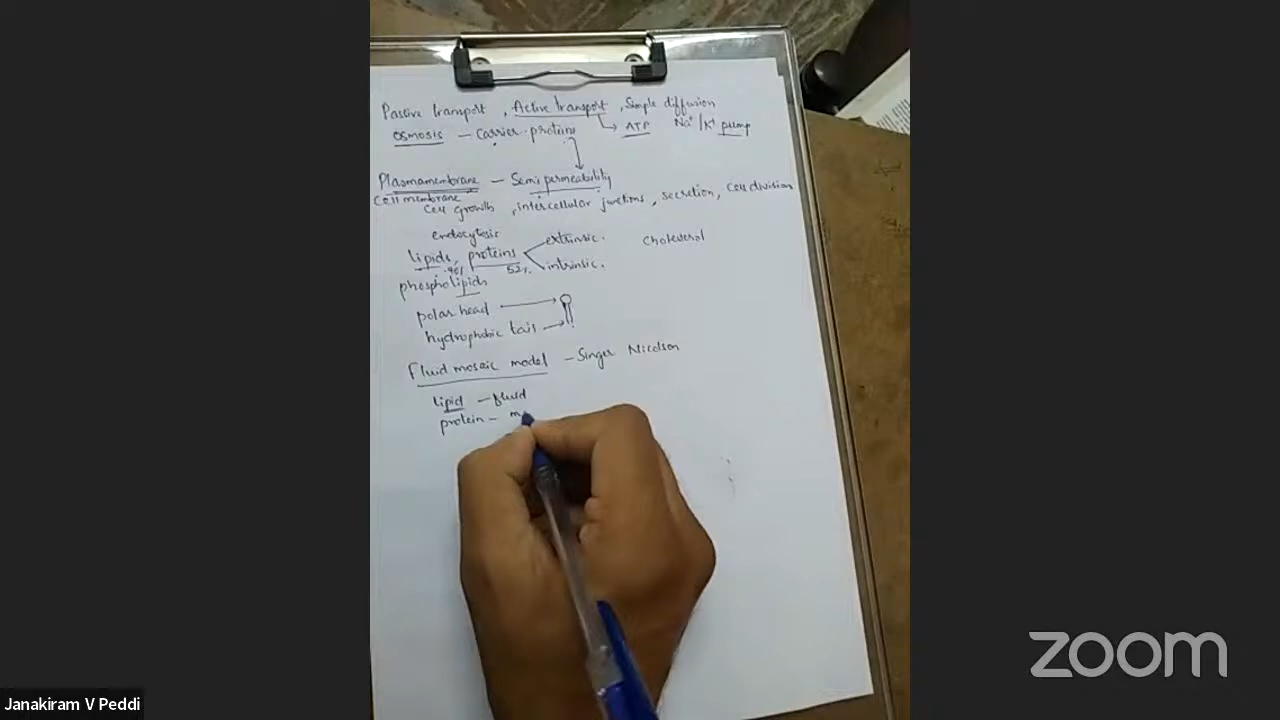 Passive transport , Active transport , Simple diffusion
osmosis – carrier proteins → ATP Na⁺/K⁺ pump
Plasmamembrane – Semi permeability
Cell membrane
Cell growth , intercellular junctions , secretion, Cell division
endocytosis
lipids, proteins extrinsic. Cholesterol
52%. intrinsic.
phospholipids
polar head
hydrophobic tail
Fluid mosaic model – Singer Nicolson
lipid – fluid
protein – m
Janakiram V Peddi
zoom